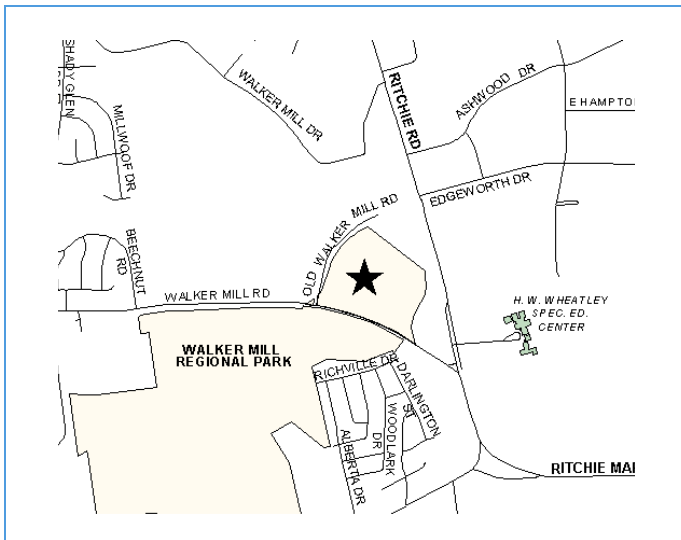 SHADY GLEN
WALKER MILL DR
RITCHIE RD
ASHWOOD DR
E HAMPTO
MILLWOOF DR
EDGEWORTH DR
OLD WALKER MILL RD
BEECHNUT
RD
WALKER MILL RD
H. W. WHEATLEY
SPEC. ED.
CENTER
WALKER MILL
REGIONAL PARK
RICHVILLE DR
DARLINGTON
ST
WOODLARK
DR
ALBERTA DR
RITCHIE MAR